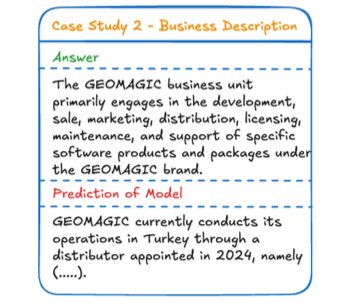 Case Study 2 - Business Description
Answer
The GEOMAGIC business unit
primarily engages in the development,
sale, marketing, distribution, licensing,
maintenance, and support of specific
software products and packages under
the GEOMAGIC brand.
Prediction of Model
GEOMAGIC currently conducts its
operations in Turkey through a
distributor appointed in 2024, namely
(.....).